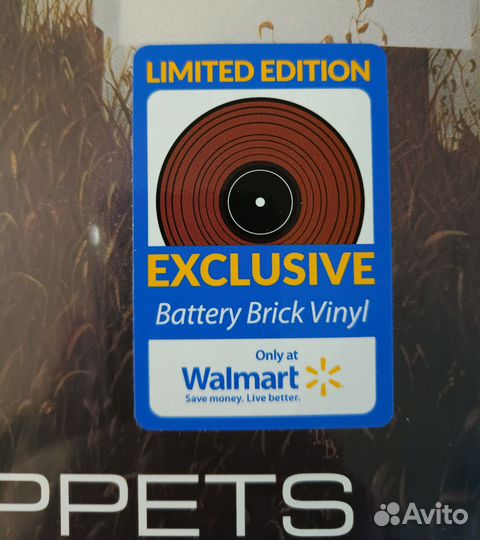 LIMITED EDITION
EXCLUSIVE
Battery Brick Vinyl
Only at
Walmart
Save money. Live better.
PPETS
Avito